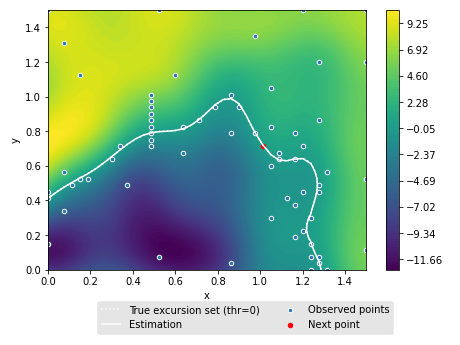 1.4
1.2
1.0
0.8
0.6
0.4
0.2
0.0
y
0.0 0.2 0.4 0.6 0.8 1.0 1.2 1.4
x
9.25
6.92
4.60
2.28
−0.05
−2.37
−4.69
−7.02
−9.34
−11.66
True excursion set (thr=0)
Estimation
Observed points
Next point